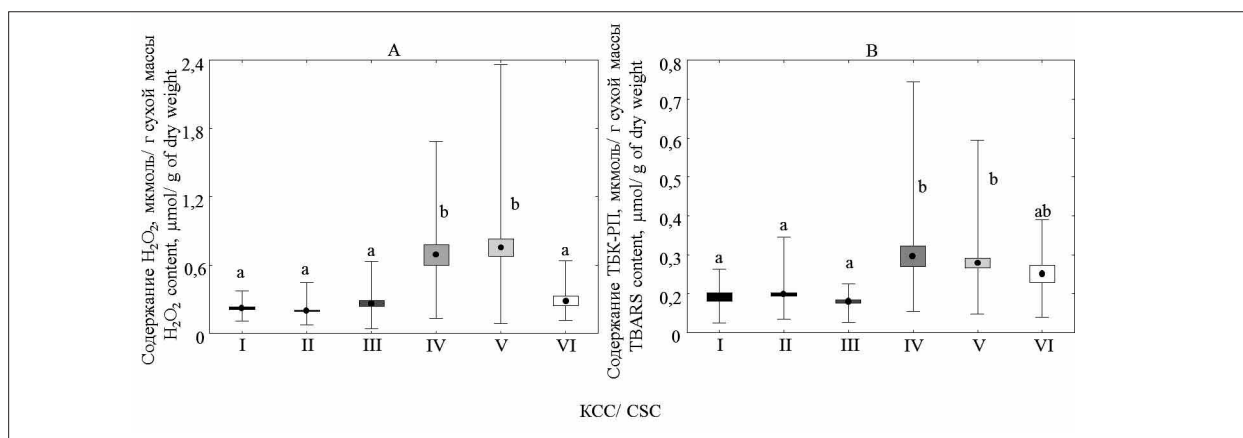 A
Содержание H₂O₂, мкмоль/ г сухой массы
H₂O₂ content, µmol/ g of dry weight
2,4
1,8
1,2
0,6
0
a
a
a
b
b
a
I
II
III
IV
V
VI
B
Содержание ТБК-РП, мкмоль/ г сухой массы
TBARS content, µmol/ g of dry weight
0,8
0,7
0,6
0,5
0,4
0,3
0,2
0,1
0
a
a
a
b
b
ab
I
II
III
IV
V
VI
КСС/ CSC